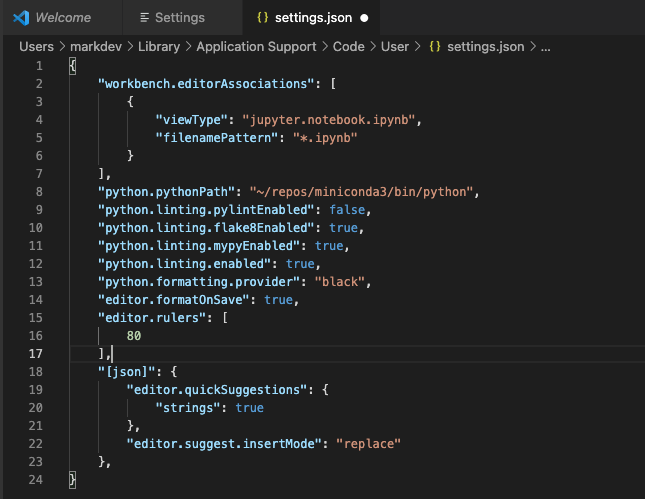 Welcome Settings {} settings.json
Users > markdev > Library > Application Support > Code > User > {} settings.json > ...
1 {
2     "workbench.editorAssociations": [
3         {
4             "viewType": "jupyter.notebook.ipynb",
5             "filenamePattern": "*.ipynb"
6         }
7     ],
8     "python.pythonPath": "~/repos/miniconda3/bin/python",
9     "python.linting.pylintEnabled": false,
10     "python.linting.flake8Enabled": true,
11     "python.linting.mypyEnabled": true,
12     "python.linting.enabled": true,
13     "python.formatting.provider": "black",
14     "editor.formatOnSave": true,
15     "editor.rulers": [
16         80
17     ],
18     "[json]": {
19         "editor.quickSuggestions": {
20             "strings": true
21         },
22         "editor.suggest.insertMode": "replace"
23     },
24 }